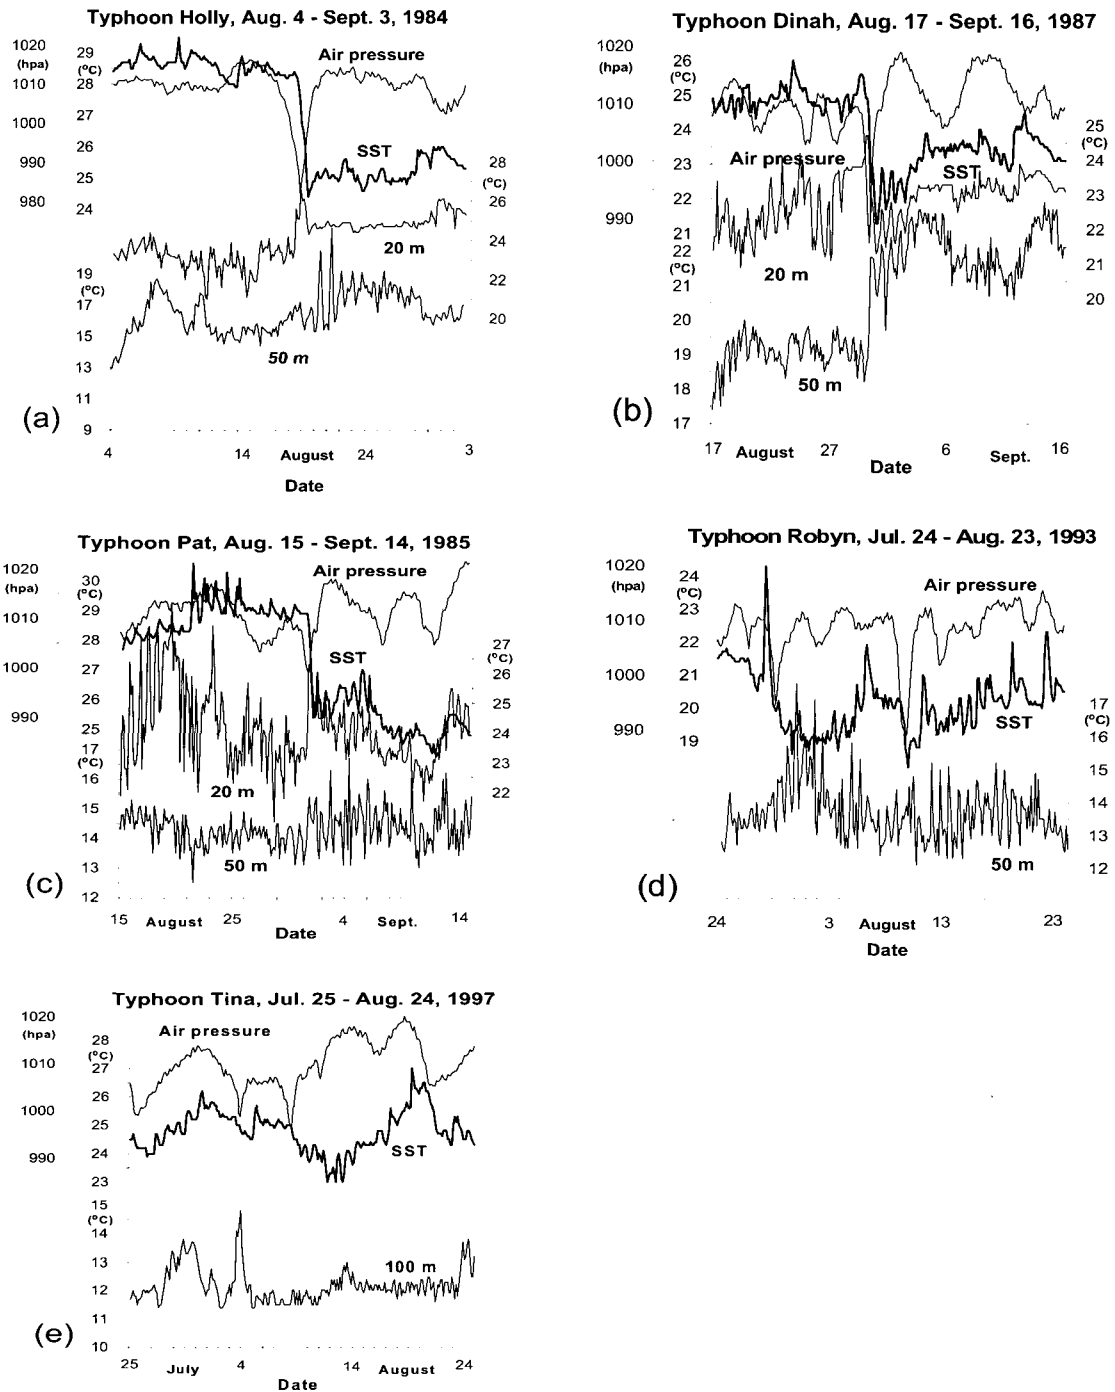 Typhoon Holly, Aug. 4 - Sept. 3, 1984
1020
(hpa)
1010
1000
990
980
29
(°C)
28
27
26
25
24
19
(°C)
17
15
13
11
9
28
(°C)
26
24
22
20
Air pressure
SST
20 m
50 m
(a)
4 14 August 24 3
Date
Typhoon Dinah, Aug. 17 - Sept. 16, 1987
1020
(hpa)
1010
1000
990
26
(°C)
25
24
23
22
21
22
(°C)
21
20
19
18
17
25
(°C)
24
23
22
21
20
Air pressure
SST
20 m
50 m
(b)
17 August 27 6 Sept. 16
Date
Typhoon Pat, Aug. 15 - Sept. 14, 1985
1020
(hpa)
1010
1000
990
30
(°C)
29
28
27
26
25
17
(°C)
16
15
14
13
12
27
(°C)
26
25
24
23
22
Air pressure
SST
20 m
50 m
(c)
15 August 25 4 Sept. 14
Date
Typhoon Robyn, Jul. 24 - Aug. 23, 1993
1020
(hpa)
1010
1000
990
24
(°C)
23
22
21
20
19
17
(°C)
16
15
14
13
12
Air pressure
SST
50 m
(d)
24 3 August 13 23
Date
Typhoon Tina, Jul. 25 - Aug. 24, 1997
1020
(hpa)
1010
1000
990
28
(°C)
27
26
25
24
23
15
(°C)
14
13
12
11
10
Air pressure
SST
100 m
(e)
25 July 4 14 August 24
Date